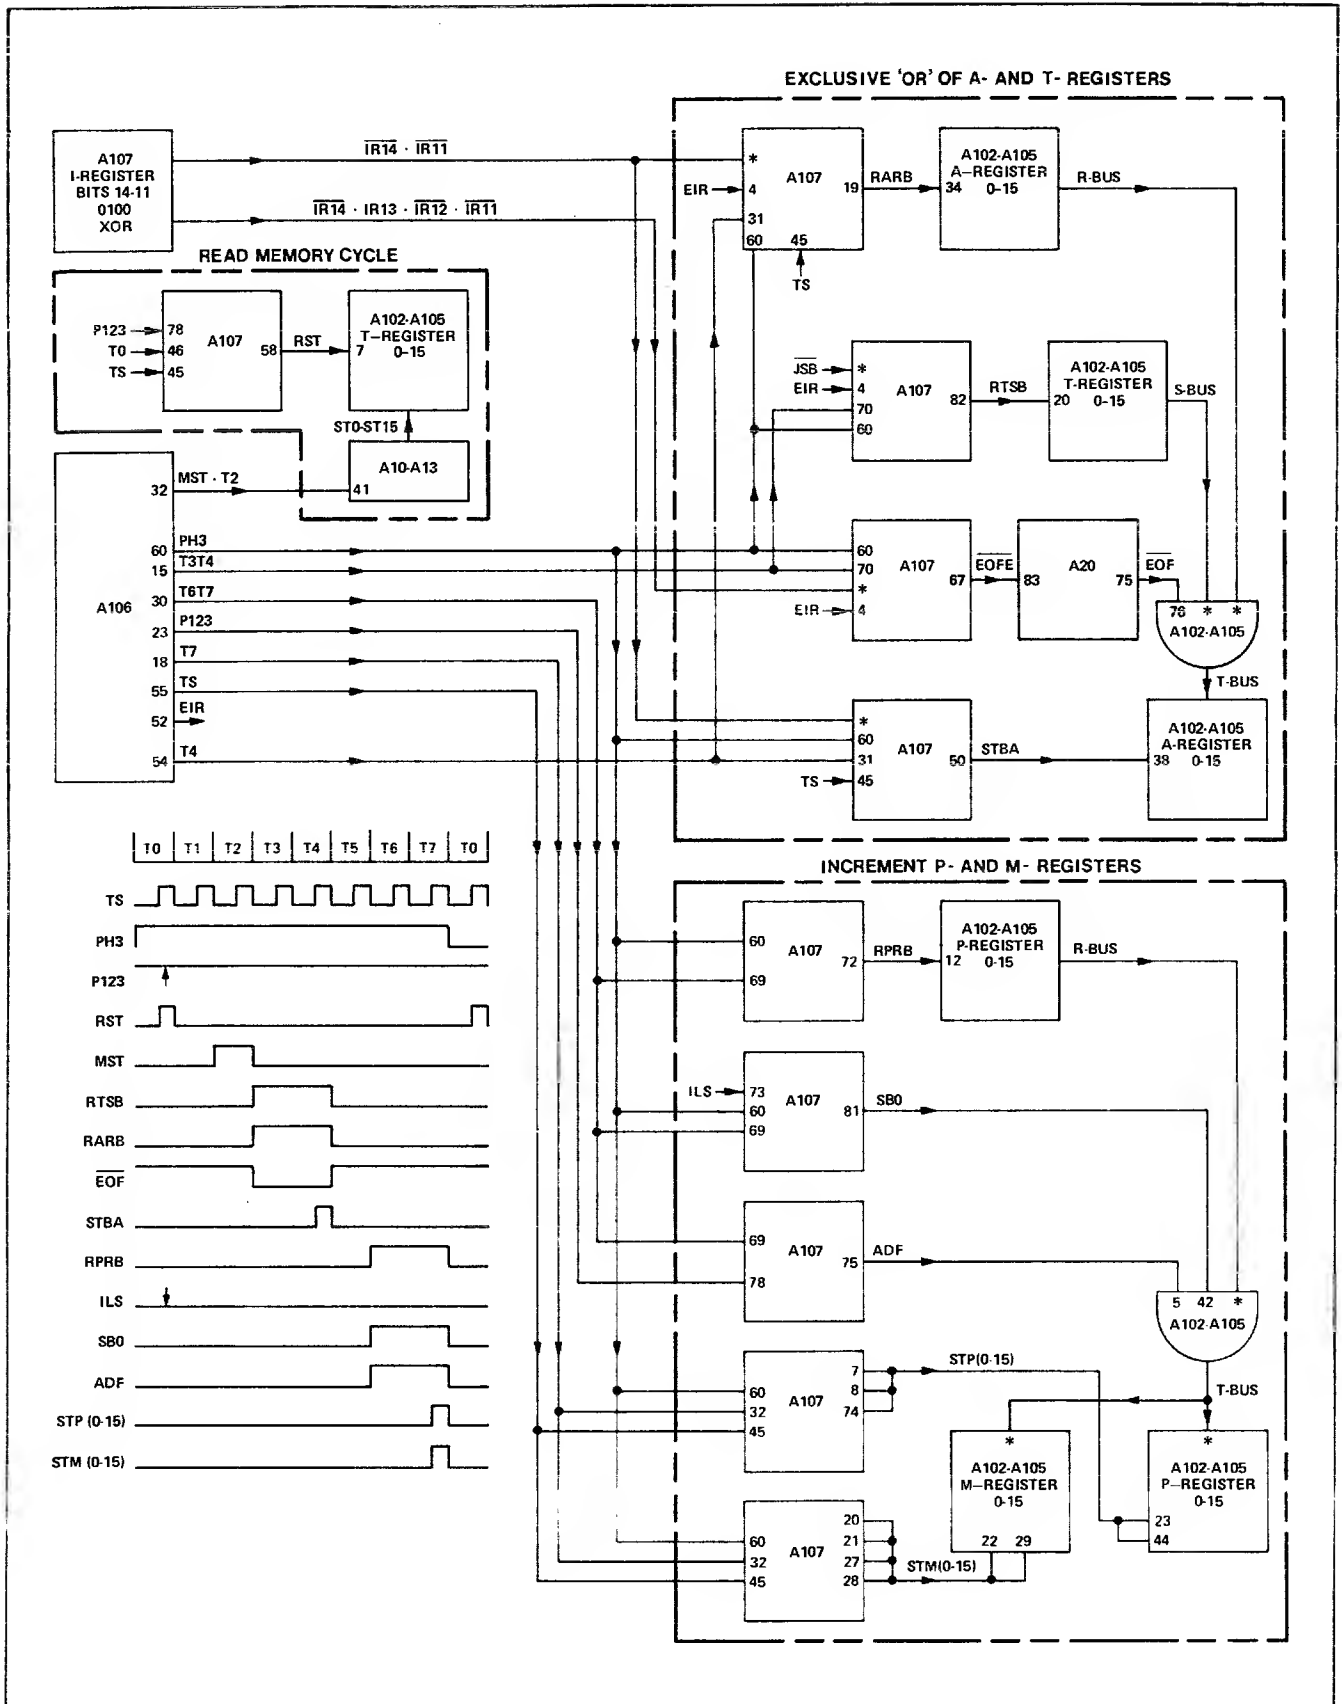 EXCLUSIVE 'OR' OF A- AND T- REGISTERS
A107
I-REGISTER
BITS 14-11
0100
XOR
I̅R̅1̅4̅ · I̅R̅1̅1̅
I̅R̅1̅4̅ · IR13 · I̅R̅1̅2̅ · I̅R̅1̅1̅
*
EIR
4
31
60
45
TS
A107
19
RARB
34
A102-A105
A-REGISTER
0-15
R-BUS
READ MEMORY CYCLE
P123
T0
TS
78
46
45
A107
58
RST
7
A102-A105
T-REGISTER
0-15
ST0-ST15
A10-A13
41
J̅S̅B̅
EIR
*
4
70
60
A107
82
RTSB
20
A102-A105
T-REGISTER
0-15
S-BUS
A106
32
MST · T2
60
PH3
15
T3T4
30
T6T7
23
P123
18
T7
55
TS
52
EIR
54
T4
60
70
*
EIR
4
A107
67
E̅O̅F̅E̅
83
A20
75
E̅O̅F̅
76 * *
A102-A105
T-BUS
*
60
31
TS
45
A107
50
STBA
38
A102-A105
A-REGISTER
0-15
T0 T1 T2 T3 T4 T5 T6 T7 T0
TS
PH3
P123
RST
MST
RTSB
RARB
E̅O̅F̅
STBA
RPRB
ILS
SB0
ADF
STP (0-15)
STM (0-15)
INCREMENT P- AND M- REGISTERS
60
69
A107
72
RPRB
12
A102-A105
P-REGISTER
0-15
R-BUS
ILS
73
60
69
A107
81
SB0
69
78
A107
75
ADF
5 42 *
A102-A105
T-BUS
60
32
45
A107
7
8
74
STP(0-15)
*
A102-A105
M-REGISTER
0-15
22 29
*
A102-A105
P-REGISTER
0-15
23
44
60
32
45
A107
20
21
27
28
STM(0-15)